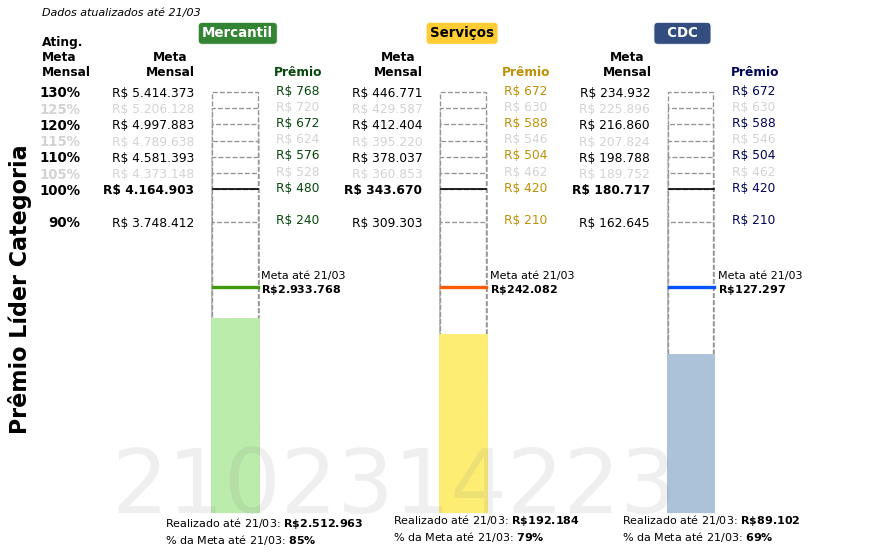 Dados atualizados até 21/03
Mercantil Serviços CDC
Ating. Meta Mensal
Meta Mensal Prêmio Meta Mensal Prêmio Meta Mensal Prêmio
130% R$ 5.414.373 R$ 768 R$ 446.771 R$ 672 R$ 234.932 R$ 672
125% R$ 5.206.128 R$ 720 R$ 429.587 R$ 630 R$ 225.896 R$ 630
120% R$ 4.997.883 R$ 672 R$ 412.404 R$ 588 R$ 216.860 R$ 588
115% R$ 4.789.638 R$ 624 R$ 395.220 R$ 546 R$ 207.824 R$ 546
110% R$ 4.581.393 R$ 576 R$ 378.037 R$ 504 R$ 198.788 R$ 504
105% R$ 4.373.148 R$ 528 R$ 360.853 R$ 462 R$ 189.752 R$ 462
100% R$ 4.164.903 R$ 480 R$ 343.670 R$ 420 R$ 180.717 R$ 420
90% R$ 3.748.412 R$ 240 R$ 309.303 R$ 210 R$ 162.645 R$ 210
Prêmio Líder Categoria
Meta até 21/03 Meta até 21/03 Meta até 21/03
R$2.933.768 R$242.082 R$127.297
2102314223
Realizado até 21/03: R$2.512.963 Realizado até 21/03: R$192.184 Realizado até 21/03: R$89.102
% da Meta até 21/03: 85% % da Meta até 21/03: 79% % da Meta até 21/03: 69%